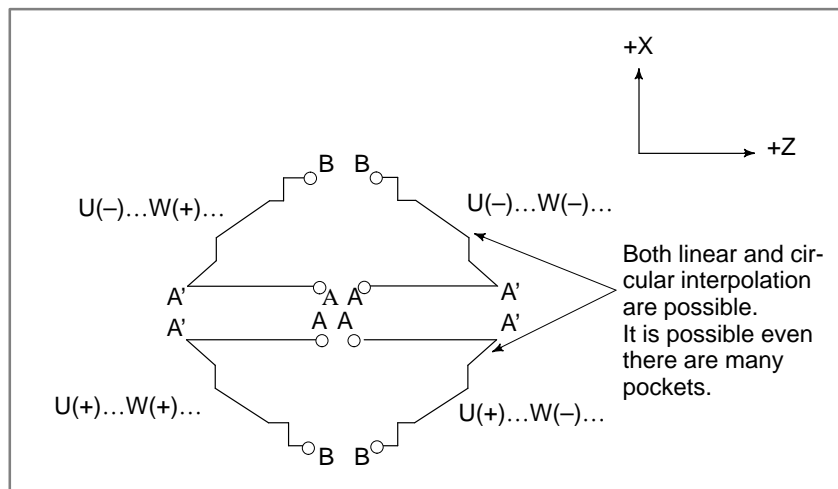 +X
+Z
B B
U(–)…W(+)…
U(–)…W(–)…
A' A A A'
A' A A A'
Both linear and cir-
cular interpolation
are possible.
It is possible even
there are many
pockets.
U(+)…W(+)…
U(+)…W(–)…
B B